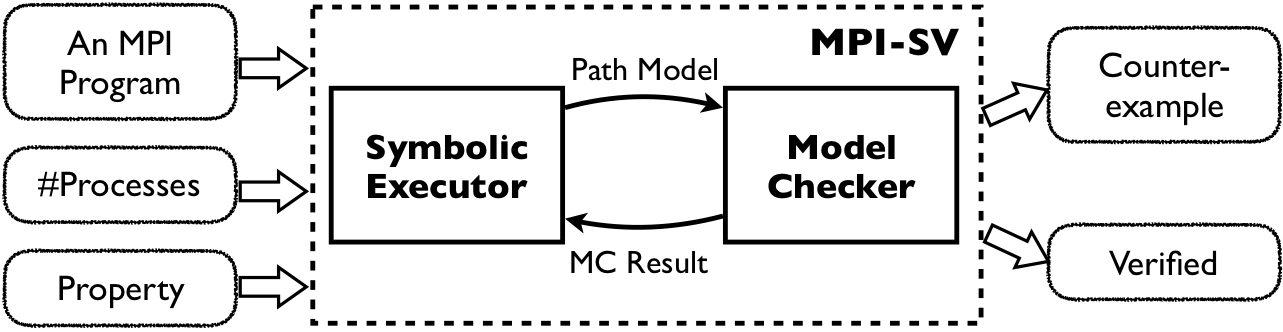 An MPI
Program
#Processes
Property
MPI-SV
Path Model
Symbolic
Executor
Model
Checker
MC Result
Counter-
example
Verified